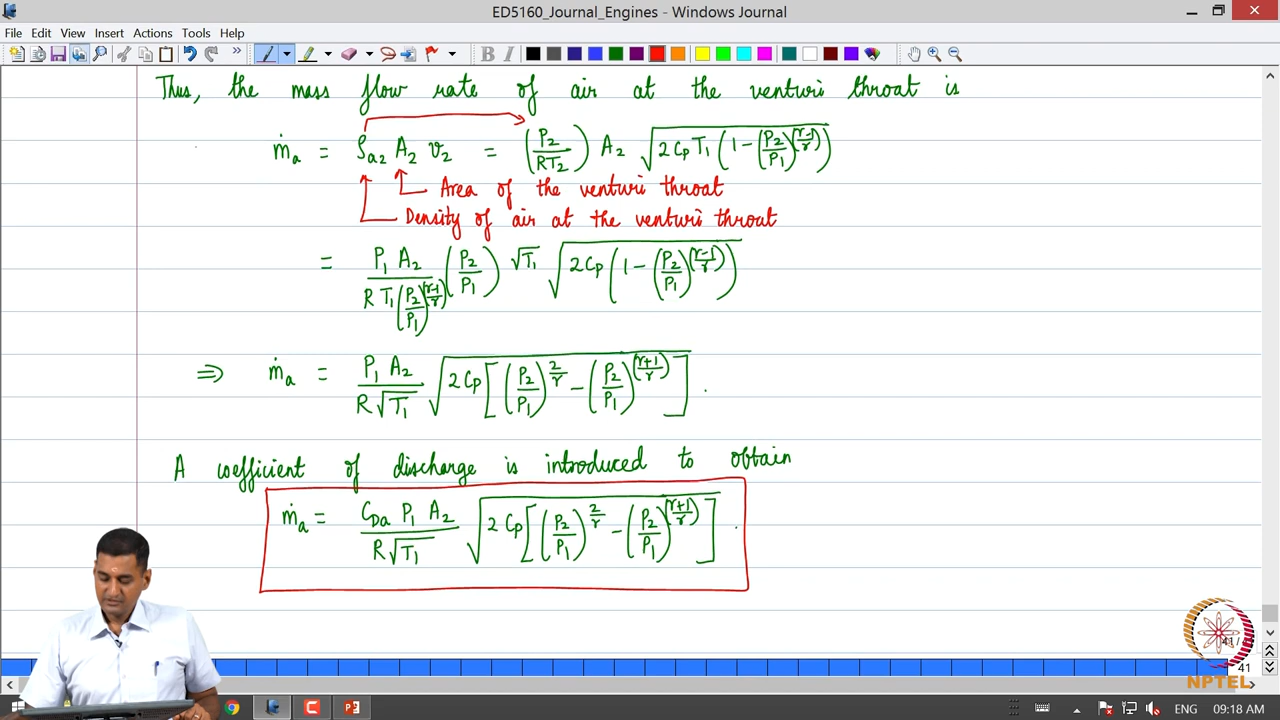 ED5160_Journal_Engines - Windows Journal
File Edit View Insert Actions Tools Help
Thus, the mass flow rate of air at the venturi throat is
ṁₐ = ρₐ₂ A₂ v₂ = (P₂/RT₂) A₂ √(2 Cp T₁ (1 − (P₂/P₁)^((γ−1)/γ)))
Area of the venturi throat
Density of air at the venturi throat
= P₁ A₂ / (R T₁ (P₂/P₁)^((γ−1)/γ)) (P₂/P₁) √T₁ √(2 Cp (1 − (P₂/P₁)^((γ−1)/γ)))
⇒ ṁₐ = P₁ A₂ / (R√T₁) √(2 Cp [(P₂/P₁)^(2/γ) − (P₂/P₁)^((γ+1)/γ)]) .
A coefficient of discharge is introduced to obtain
ṁₐ = C_Da P₁ A₂ / (R√T₁) √(2 Cp [(P₂/P₁)^(2/γ) − (P₂/P₁)^((γ+1)/γ)]) .
NPTEL
41
ENG 09:18 AM